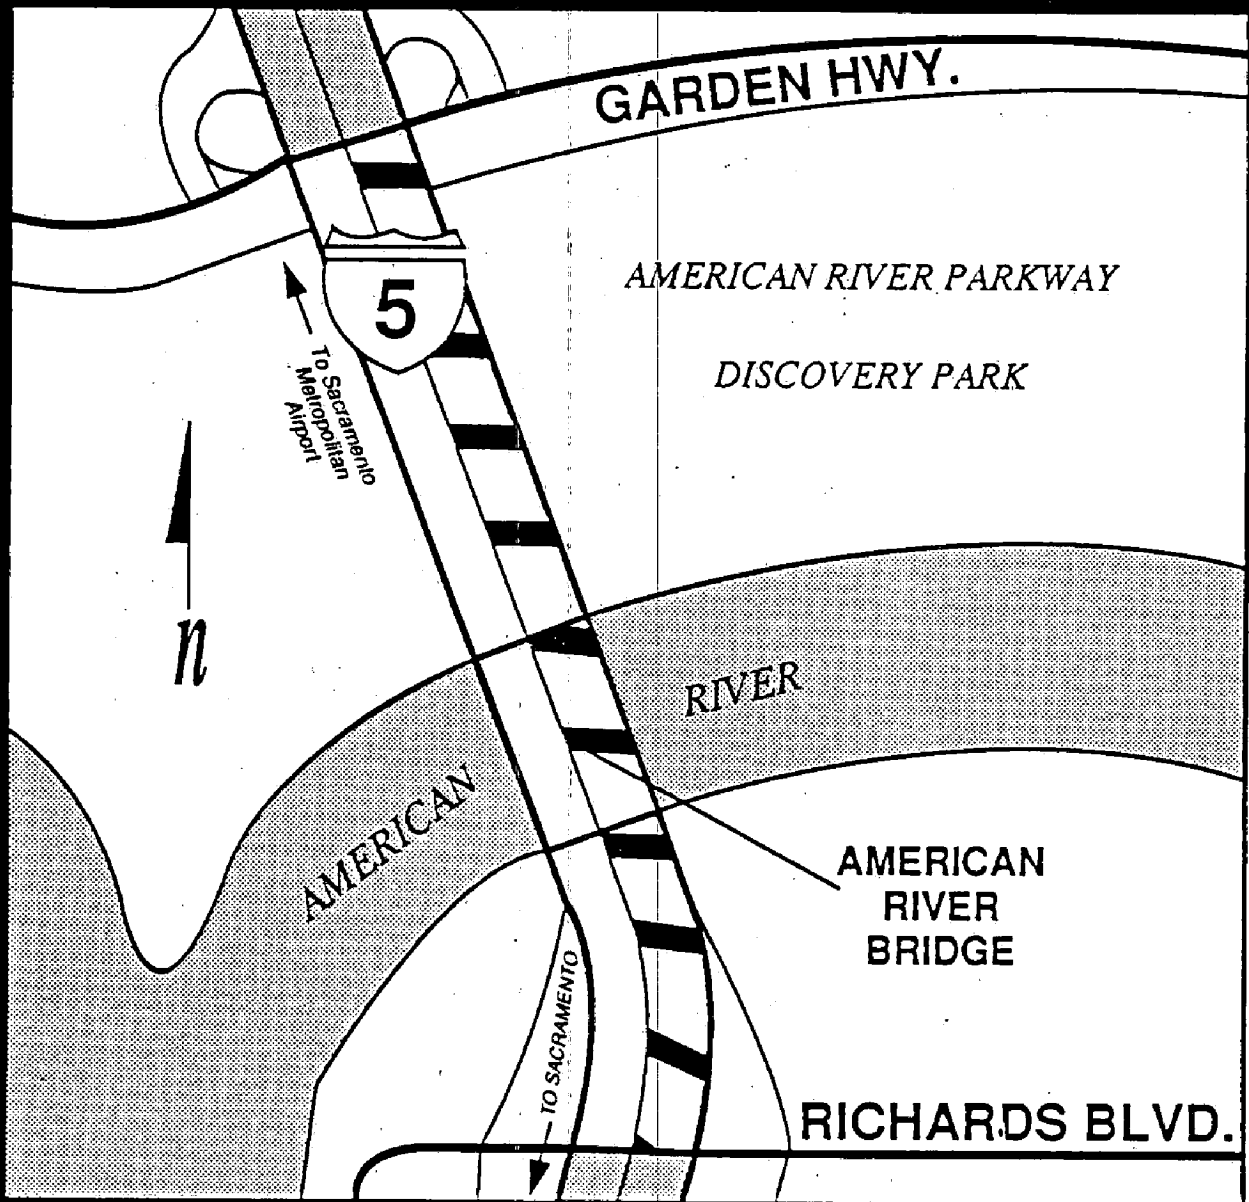 GARDEN HWY.
AMERICAN RIVER PARKWAY
DISCOVERY PARK
5
To Sacramento
Metropolitan
Airport
n
RIVER
AMERICAN
AMERICAN
RIVER
BRIDGE
TO SACRAMENTO
RICHARDS BLVD.